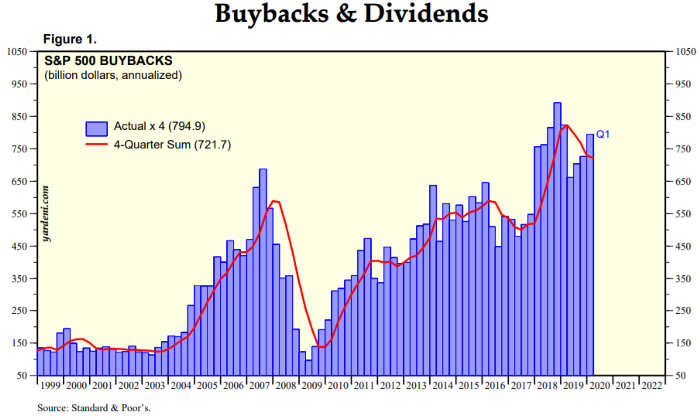 Buybacks & Dividends
Figure 1.
S&P 500 BUYBACKS
(billion dollars, annualized)
Actual x 4 (794.9)
4-Quarter Sum (721.7)
Q1
yardeni.com
1050
950
850
750
650
550
450
350
250
150
50
1050
950
850
750
650
550
450
350
250
150
50
1999 2000 2001 2002 2003 2004 2005 2006 2007 2008 2009 2010 2011 2012 2013 2014 2015 2016 2017 2018 2019 2020 2021 2022
Source: Standard & Poor's.